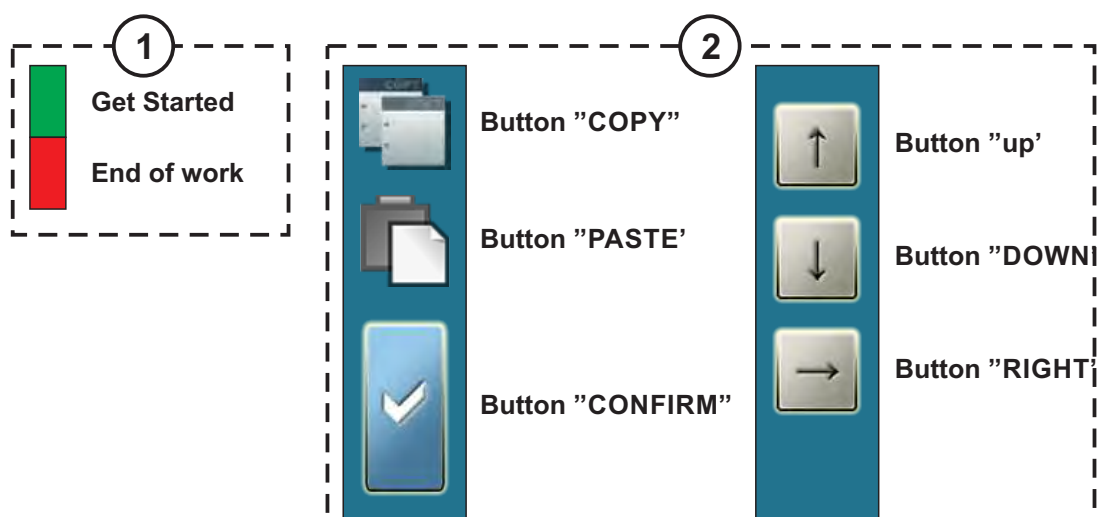 1
Get Started
End of work
2
Button ”COPY”
Button ”PASTE’
Button ”CONFIRM”
Button ”up’
Button ”DOWN’
Button ”RIGHT’